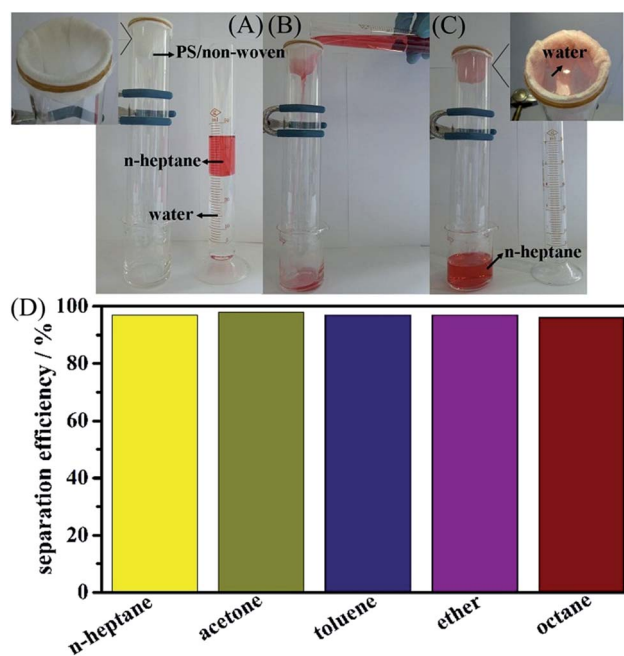 (A)
PS/non-woven
n-heptane
water
(B)
(C)
water
n-heptane
(D)
separation efficiency / %
100
80
60
40
20
0
n-heptane
acetone
toluene
ether
octane